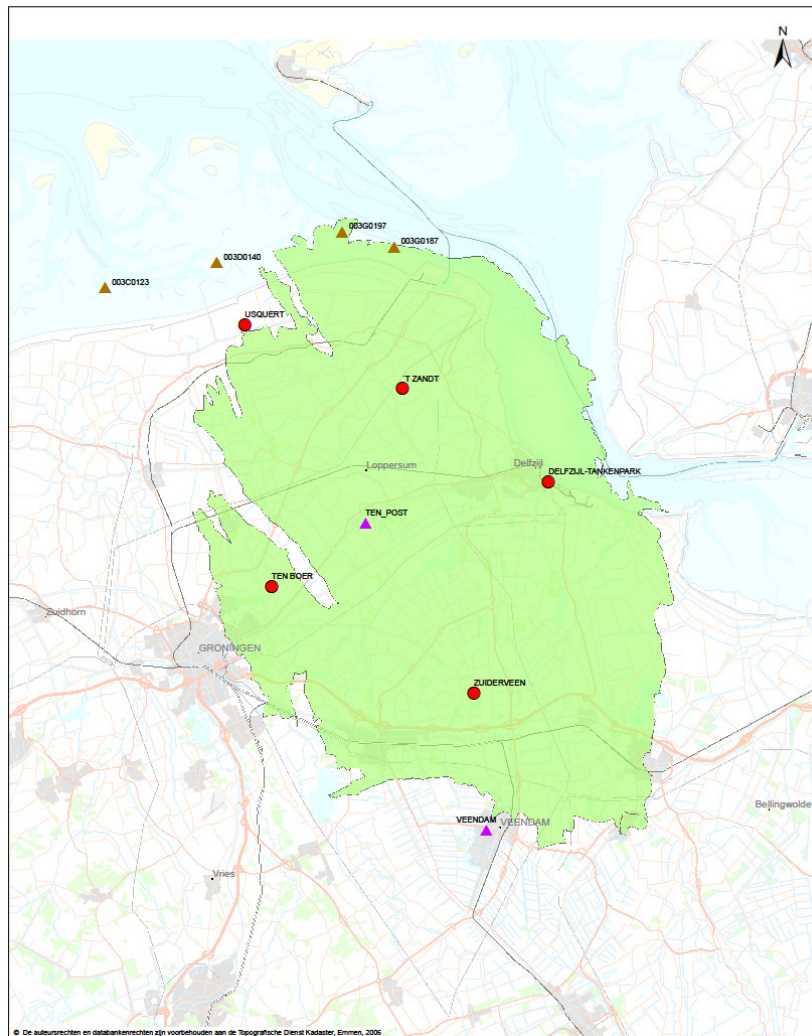 N
003G0197
003G0187
003D0140
003C0123
USQUERT
'T ZANDT
Loppersum
Delfzijl
DELFZIJL-TANKENPARK
TEN_POST
TEN BOER
Zuidhorn
GRONINGEN
ZUIDERVEEN
Bellingwolde
VEENDAM
VEENDAM
Vries
© De auteursrechten en databankenrechten zijn voorbehouden aan de Topografische Dienst Kadaster, Emmen, 2006